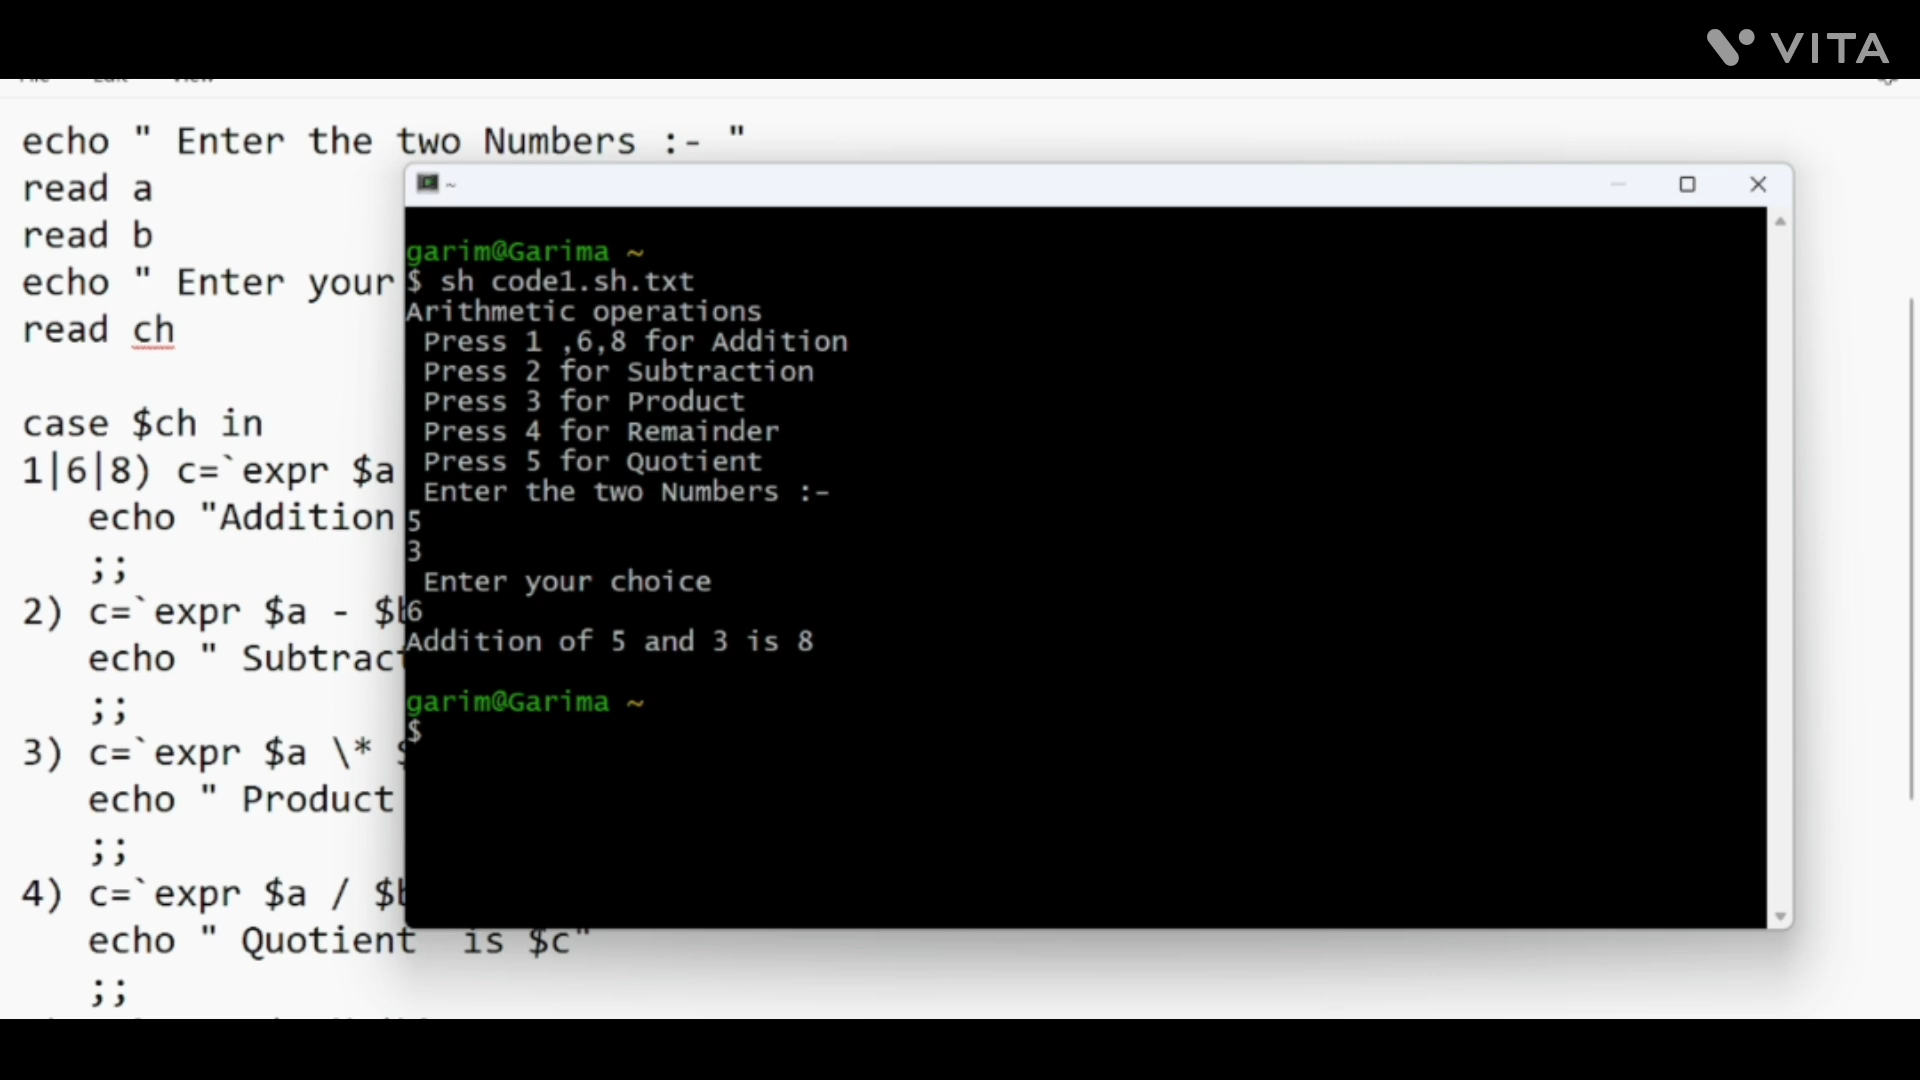 VITA
File Edit View
echo " Enter the two Numbers :- "
read a
read b
echo " Enter your
read ch
case $ch in
1|6|8) c=`expr $a
echo "Addition
;;
2) c=`expr $a - $b
echo " Subtract
;;
3) c=`expr $a \* $
echo " Product
;;
4) c=`expr $a / $b
echo " Quotient is $c"
;;
~
garim@Garima ~
$ sh code1.sh.txt
Arithmetic operations
Press 1 ,6,8 for Addition
Press 2 for Subtraction
Press 3 for Product
Press 4 for Remainder
Press 5 for Quotient
Enter the two Numbers :-
5
3
Enter your choice
6
Addition of 5 and 3 is 8
garim@Garima ~
$